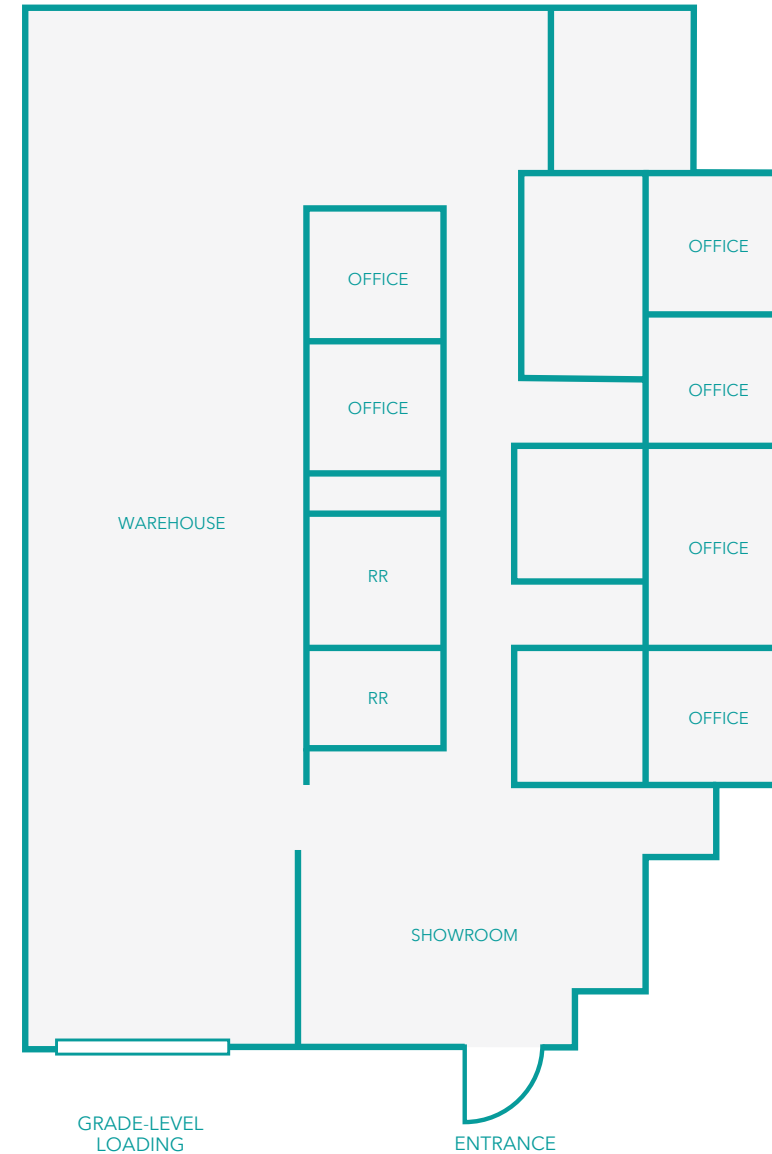 OFFICE
OFFICE
OFFICE
OFFICE
WAREHOUSE
OFFICE
RR
RR
OFFICE
SHOWROOM
GRADE-LEVEL
LOADING
ENTRANCE